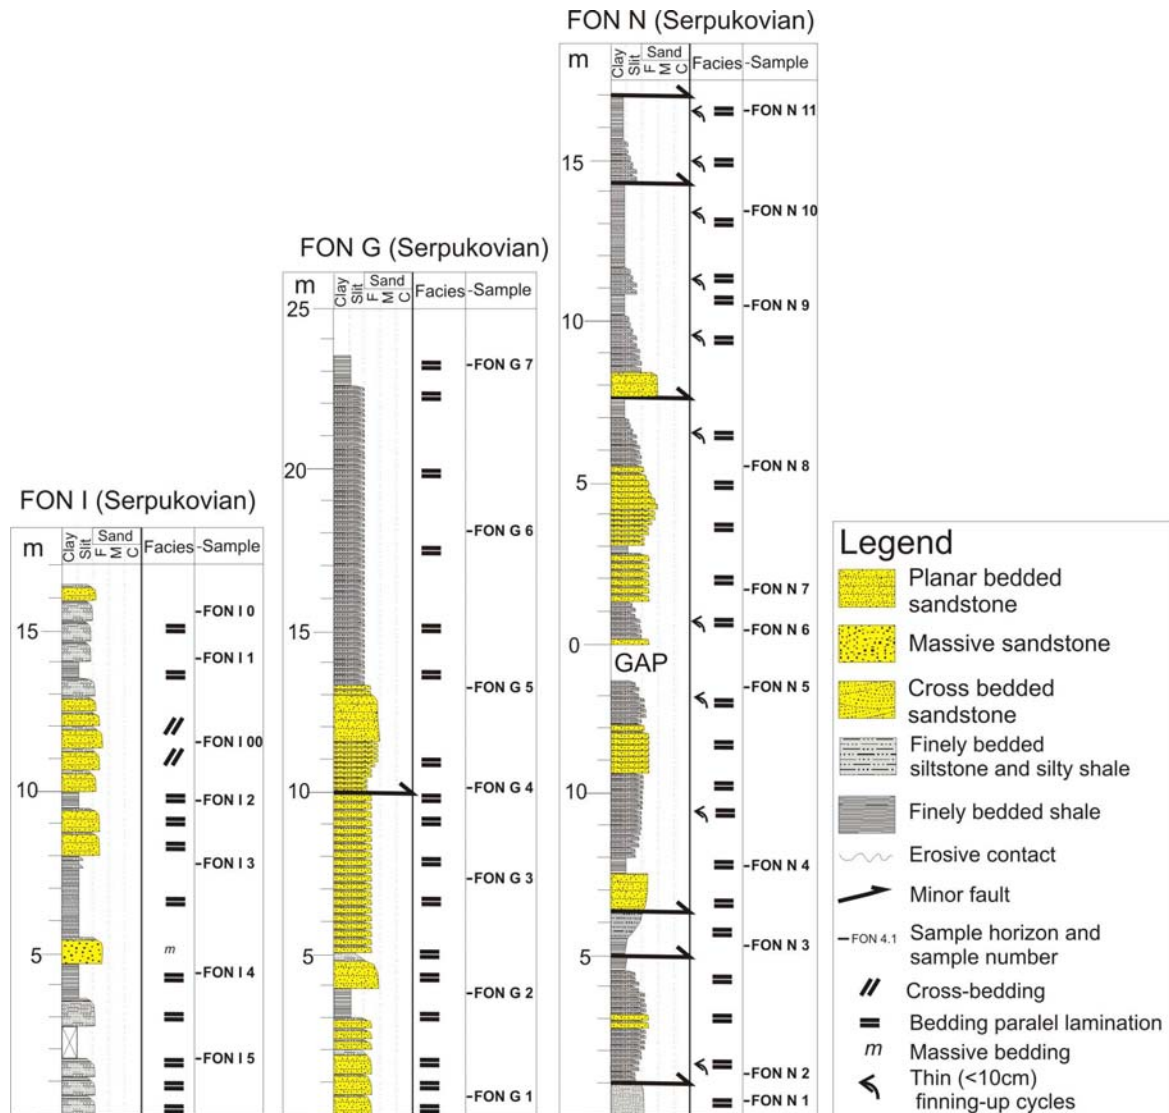 FON N (Serpukovian)
m
Clay
Slit
Sand
F M C
Facies
-Sample
15
10
5
0
GAP
10
5
-FON N 11
-FON N 10
-FON N 9
-FON N 8
-FON N 7
-FON N 6
-FON N 5
-FON N 4
-FON N 3
-FON N 2
-FON N 1
FON G (Serpukovian)
m
Clay
Slit
Sand
F M C
Facies
-Sample
25
20
15
10
5
-FON G 7
-FON G 6
-FON G 5
-FON G 4
-FON G 3
-FON G 2
-FON G 1
FON I (Serpukovian)
m
Clay
Slit
Sand
F M C
Facies
-Sample
15
10
5
m
-FON I 0
-FON I 1
-FON I 00
-FON I 2
-FON I 3
-FON I 4
-FON I 5
Legend
Planar bedded
sandstone
Massive sandstone
Cross bedded
sandstone
Finely bedded
siltstone and silty shale
Finely bedded shale
Erosive contact
Minor fault
-FON 4.1
Sample horizon and
sample number
Cross-bedding
Bedding paralel lamination
m
Massive bedding
Thin (<10cm)
finning-up cycles